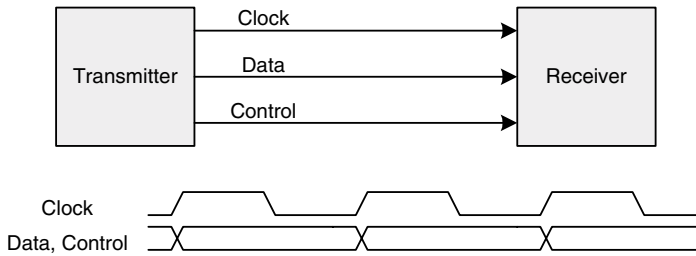 Clock
Transmitter
Data
Receiver
Control
Clock
Data, Control